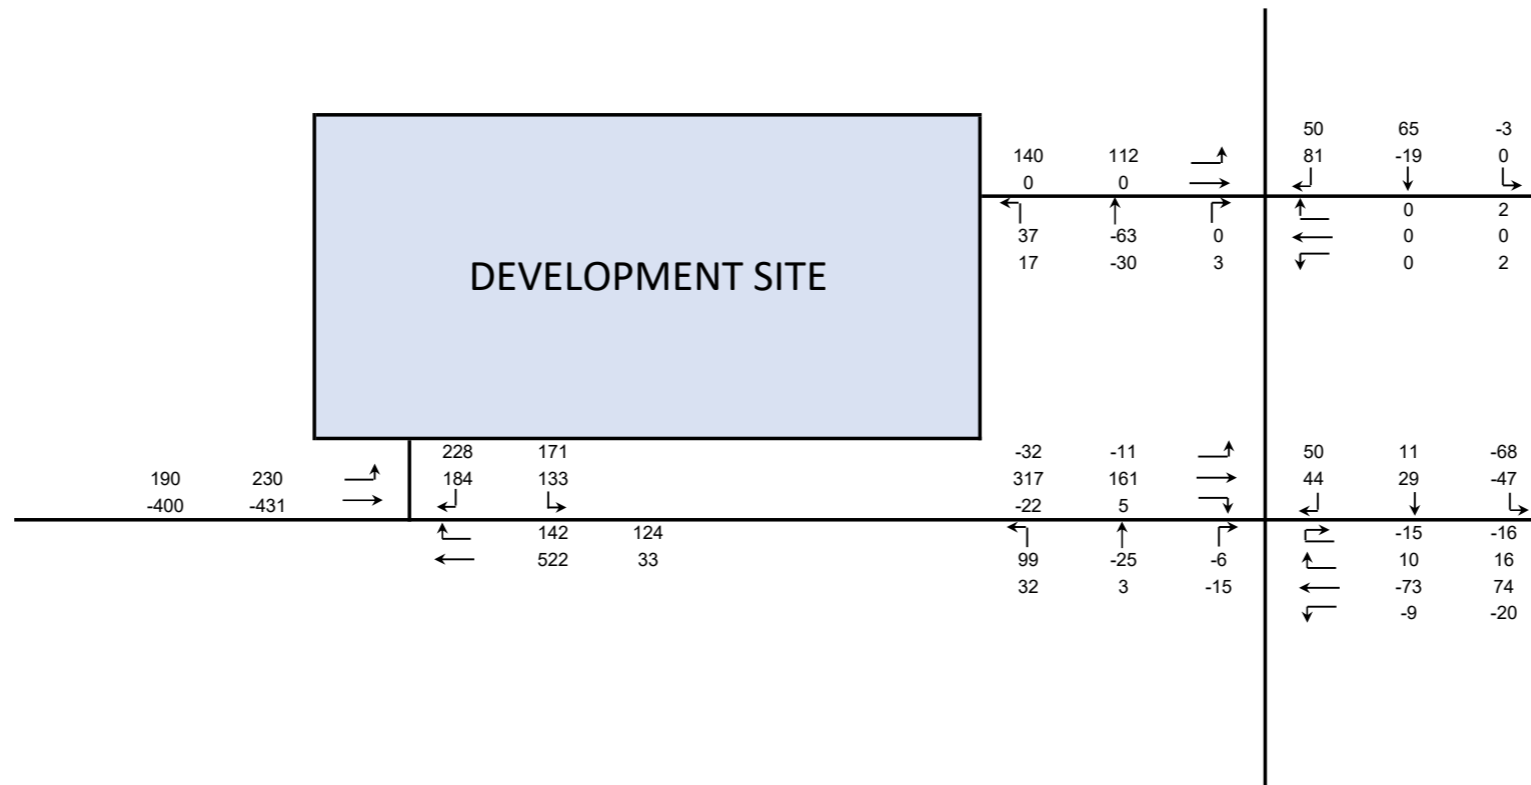 50 65 -3
140 112 81 -19 0
0 0
0 2
37 -63 0 0 0
17 -30 3 0 2
DEVELOPMENT SITE
228 171 -32 -11 50 11 -68
190 230 184 133 317 161 44 29 -47
-400 -431 -22 5
142 124 -15 -16
522 33 99 -25 -6 10 16
32 3 -15 -73 74
-9 -20